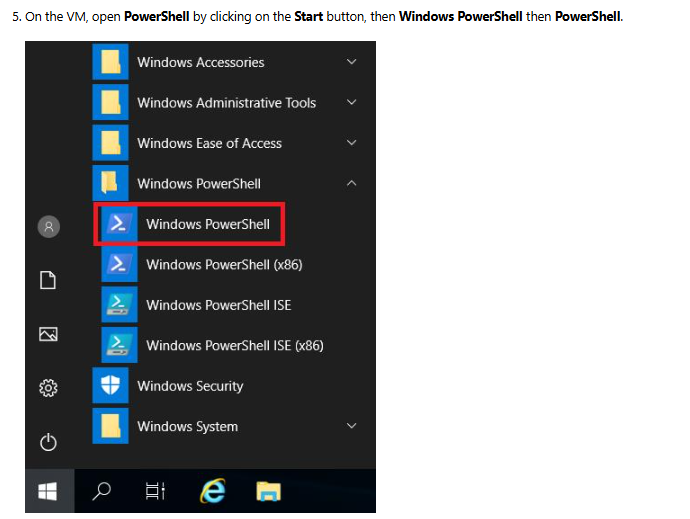 5. On the VM, open PowerShell by clicking on the Start button, then Windows PowerShell then PowerShell.
Windows Accessories
Windows Administrative Tools
Windows Ease of Access
Windows PowerShell
Windows PowerShell
Windows PowerShell (x86)
Windows PowerShell ISE
Windows PowerShell ISE (x86)
Windows Security
Windows System